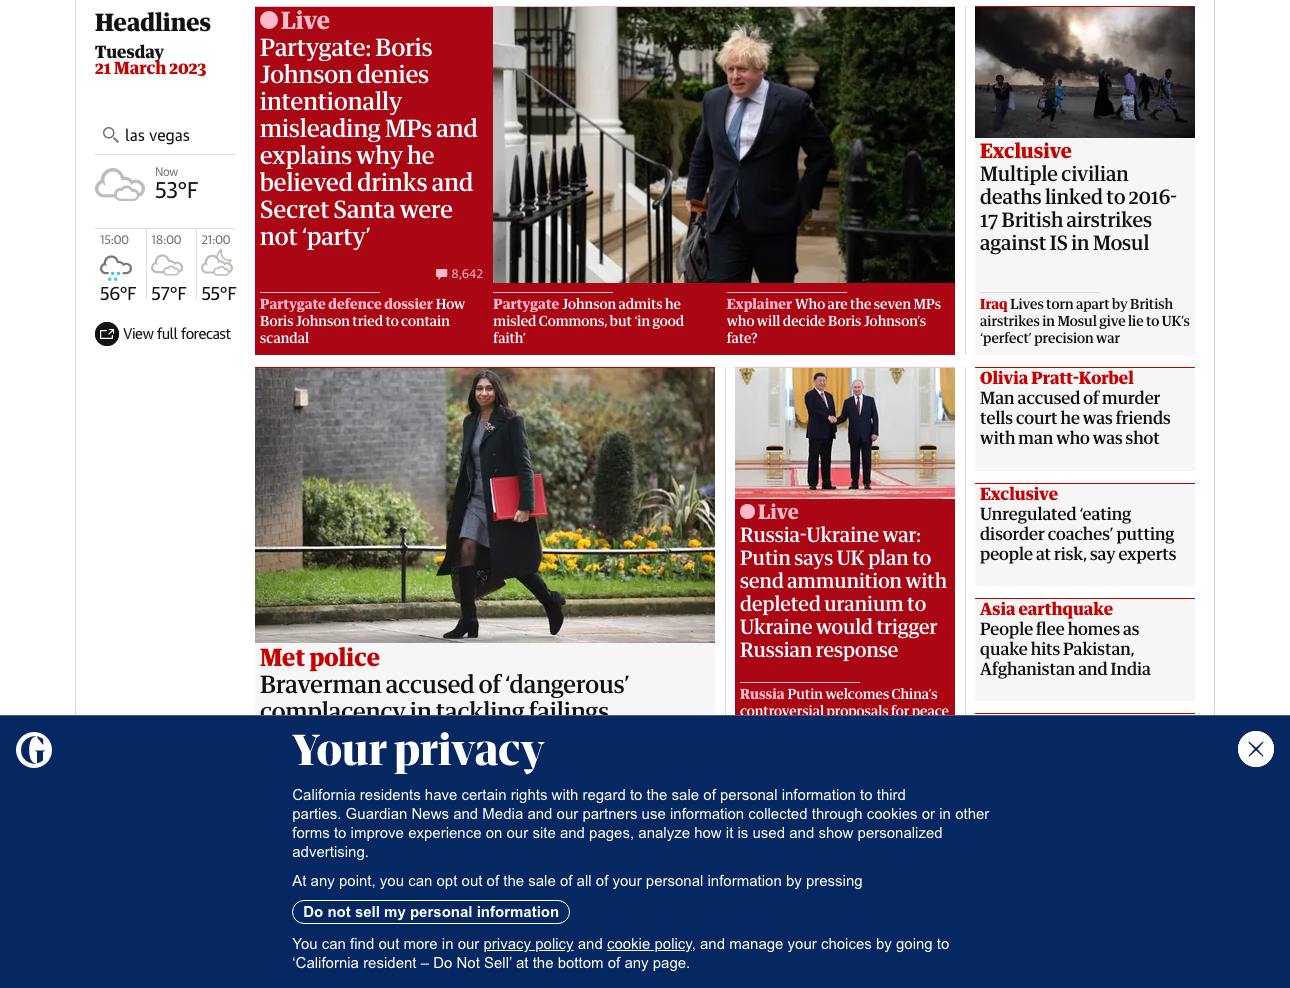 Headlines
Tuesday
21 March 2023
las vegas
Now
53°F
15:00
18:00
21:00
56°F
57°F
55°F
View full forecast
Live
Partygate: Boris
Johnson denies
intentionally
misleading MPs and
explains why he
believed drinks and
Secret Santa were
not ‘party’
8,642
Partygate defence dossier How
Boris Johnson tried to contain
scandal
Partygate Johnson admits he
misled Commons, but ‘in good
faith’
Explainer Who are the seven MPs
who will decide Boris Johnson’s
fate?
Exclusive
Multiple civilian
deaths linked to 2016-
17 British airstrikes
against IS in Mosul
Iraq Lives torn apart by British
airstrikes in Mosul give lie to UK’s
‘perfect’ precision war
Met police
Braverman accused of ‘dangerous’
complacency in tackling failings
Live
Russia-Ukraine war:
Putin says UK plan to
send ammunition with
depleted uranium to
Ukraine would trigger
Russian response
Russia Putin welcomes China’s
controversial proposals for peace
Olivia Pratt-Korbel
Man accused of murder
tells court he was friends
with man who was shot
Exclusive
Unregulated ‘eating
disorder coaches’ putting
people at risk, say experts
Asia earthquake
People flee homes as
quake hits Pakistan,
Afghanistan and India
G
Your privacy
California residents have certain rights with regard to the sale of personal information to third
parties. Guardian News and Media and our partners use information collected through cookies or in other
forms to improve experience on our site and pages, analyze how it is used and show personalized
advertising.
At any point, you can opt out of the sale of all of your personal information by pressing
Do not sell my personal information
You can find out more in our privacy policy and cookie policy, and manage your choices by going to
‘California resident – Do Not Sell’ at the bottom of any page.